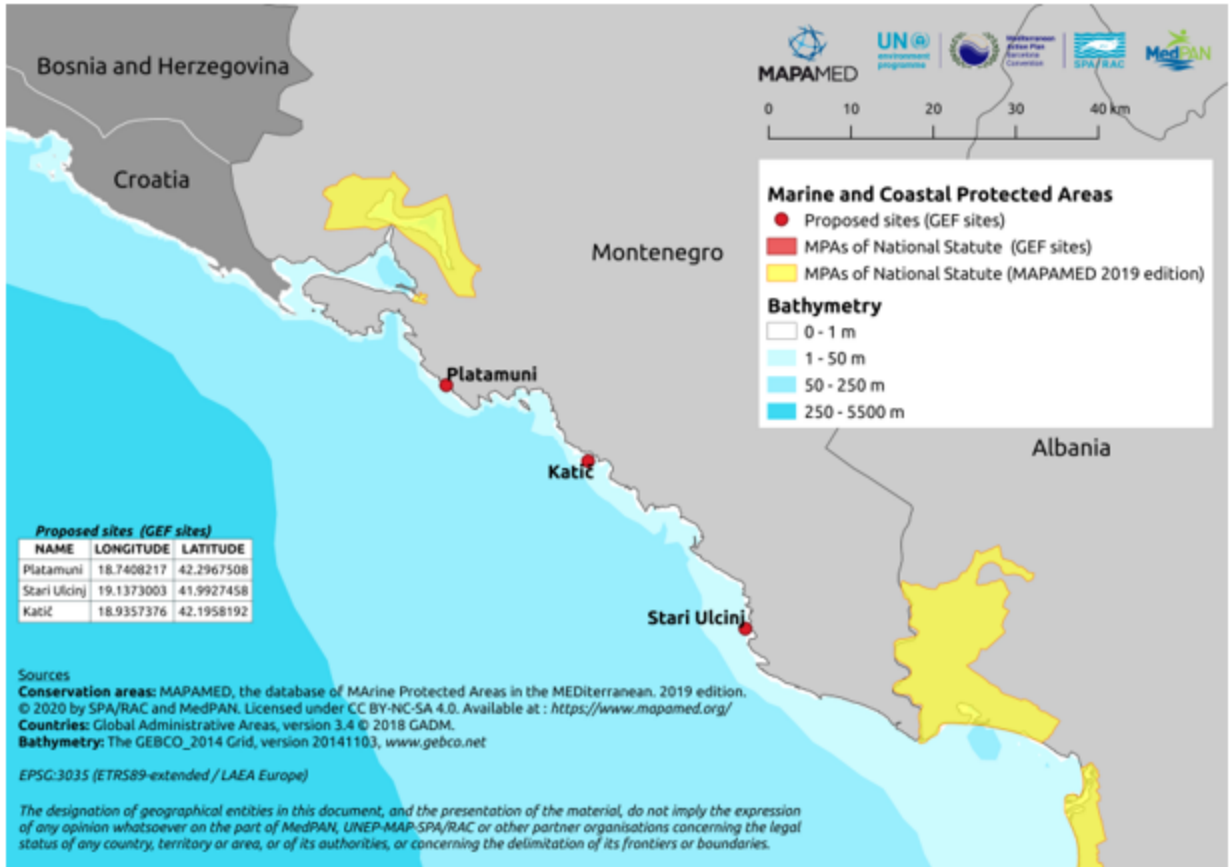 Bosnia and Herzegovina
Croatia
Montenegro
Albania
MAPAMED
UN
environment
programme
Mediterranean
Action Plan
Barcelona
Convention
SPA/RAC
MedPAN
0 10 20 30 40 km
Marine and Coastal Protected Areas
Proposed sites (GEF sites)
MPAs of National Statute (GEF sites)
MPAs of National Statute (MAPAMED 2019 edition)
Bathymetry
0 - 1 m
1 - 50 m
50 - 250 m
250 - 5500 m
Platamuni
Katič
Stari Ulcinj
Proposed sites (GEF sites)
NAME LONGITUDE LATITUDE
Platamuni 18.7408217 42.2967508
Stari Ulcinj 19.1373003 41.9927458
Katič 18.9357376 42.1958192
Sources
Conservation areas: MAPAMED, the database of MArine Protected Areas in the MEDiterranean. 2019 edition.
© 2020 by SPA/RAC and MedPAN. Licensed under CC BY-NC-SA 4.0. Available at : https://www.mapamed.org/
Countries: Global Administrative Areas, version 3.4 © 2018 GADM.
Bathymetry: The GEBCO_2014 Grid, version 20141103, www.gebco.net
EPSG:3035 (ETRS89-extended / LAEA Europe)
The designation of geographical entities in this document, and the presentation of the material, do not imply the expression
of any opinion whatsoever on the part of MedPAN, UNEP-MAP-SPA/RAC or other partner organisations concerning the legal
status of any country, territory or area, or of its authorities, or concerning the delimitation of its frontiers or boundaries.